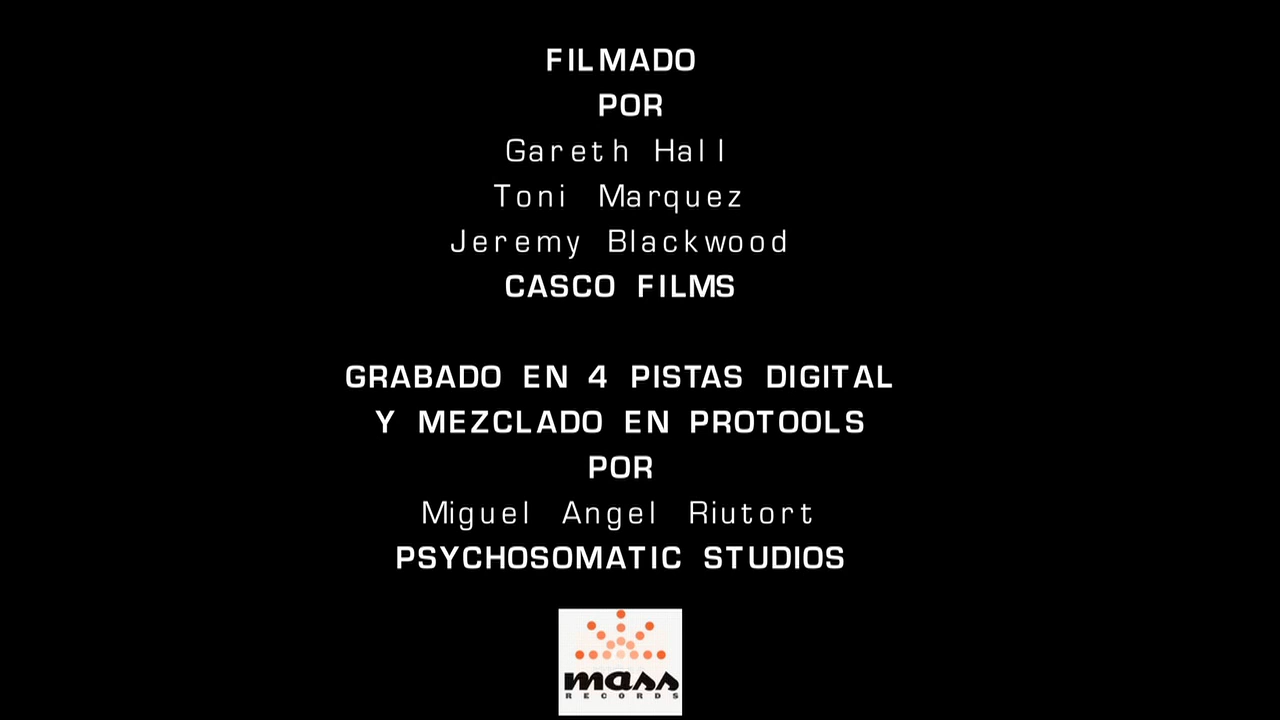 FILMADO
POR
Gareth Hall
Toni Marquez
Jeremy Blackwood
CASCO FILMS
GRABADO EN 4 PISTAS DIGITAL
Y MEZCLADO EN PROTOOLS
POR
Miguel Angel Riutort
PSYCHOSOMATIC STUDIOS
mass
RECORDS